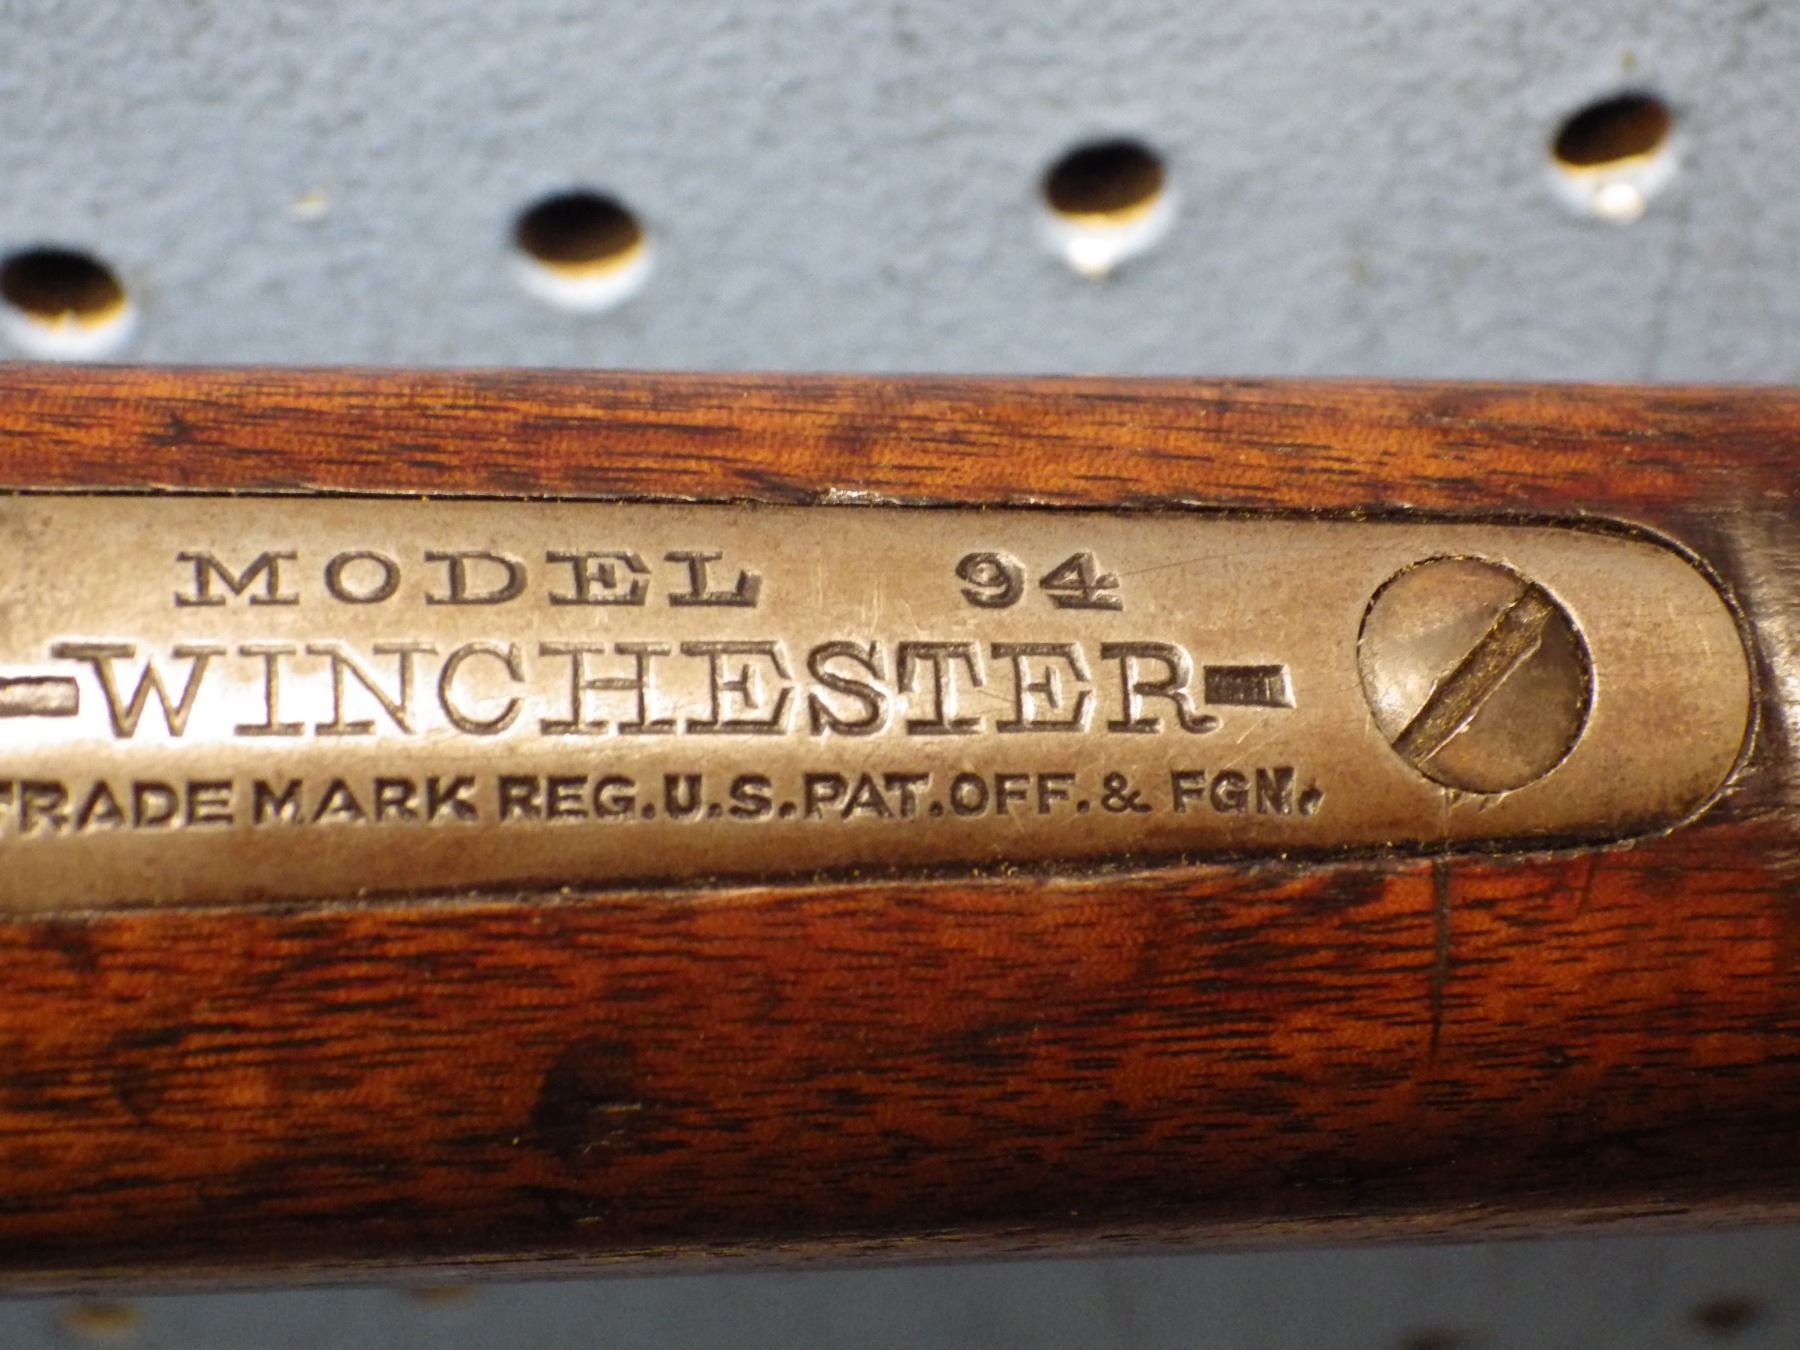 MODEL 94
-WINCHESTER-
TRADE MARK REG. U.S. PAT. OFF. & FGN.